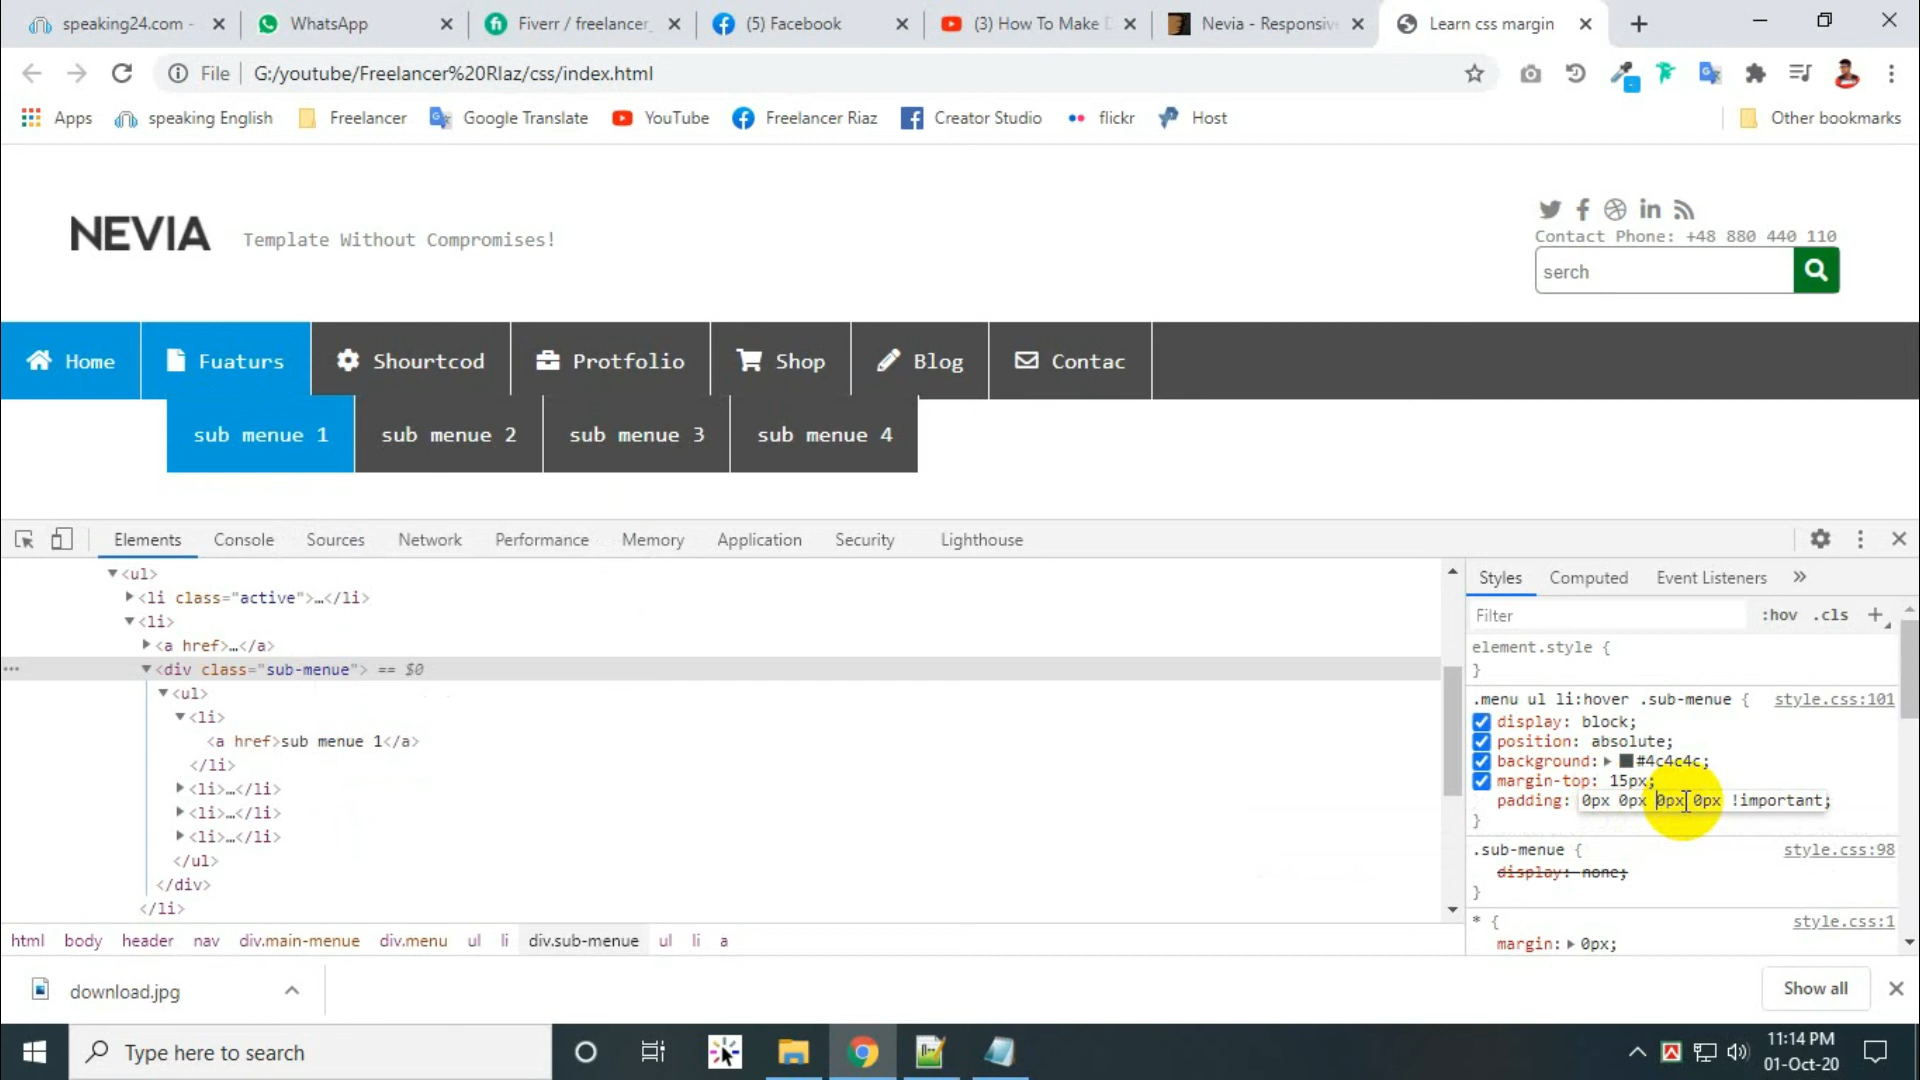 speaking24.com -
WhatsApp
Fiverr / freelancer_
(5) Facebook
(3) How To Make D
Nevia - Responsive
Learn css margin
File
G:/youtube/Freelancer%20RIaz/css/index.html
Apps
speaking English
Freelancer
Google Translate
YouTube
Freelancer Riaz
Creator Studio
flickr
Host
Other bookmarks
NEVIA
Template Without Compromises!
Contact Phone: +48 880 440 110
serch
Home
Fuaturs
Shourtcod
Protfolio
Shop
Blog
Contac
sub menue 1
sub menue 2
sub menue 3
sub menue 4
Elements
Console
Sources
Network
Performance
Memory
Application
Security
Lighthouse
<ul>
<li class="active">…</li>
<li>
<a href>…</a>
<div class="sub-menue"> == $0
<ul>
<li>
<a href>sub menue 1</a>
</li>
<li>…</li>
<li>…</li>
<li>…</li>
</ul>
</div>
</li>
html
body
header
nav
div.main-menue
div.menu
ul
li
div.sub-menue
ul
li
a
Styles
Computed
Event Listeners
Filter
:hov
.cls
element.style {
}
.menu ul li:hover .sub-menue {
style.css:101
display: block;
position: absolute;
background: #4c4c4c;
margin-top: 15px;
padding: 0px 0px 0px 0px !important;
}
.sub-menue {
style.css:98
display: none;
}
* {
style.css:1
margin: 0px;
download.jpg
Show all
Type here to search
11:14 PM
01-Oct-20